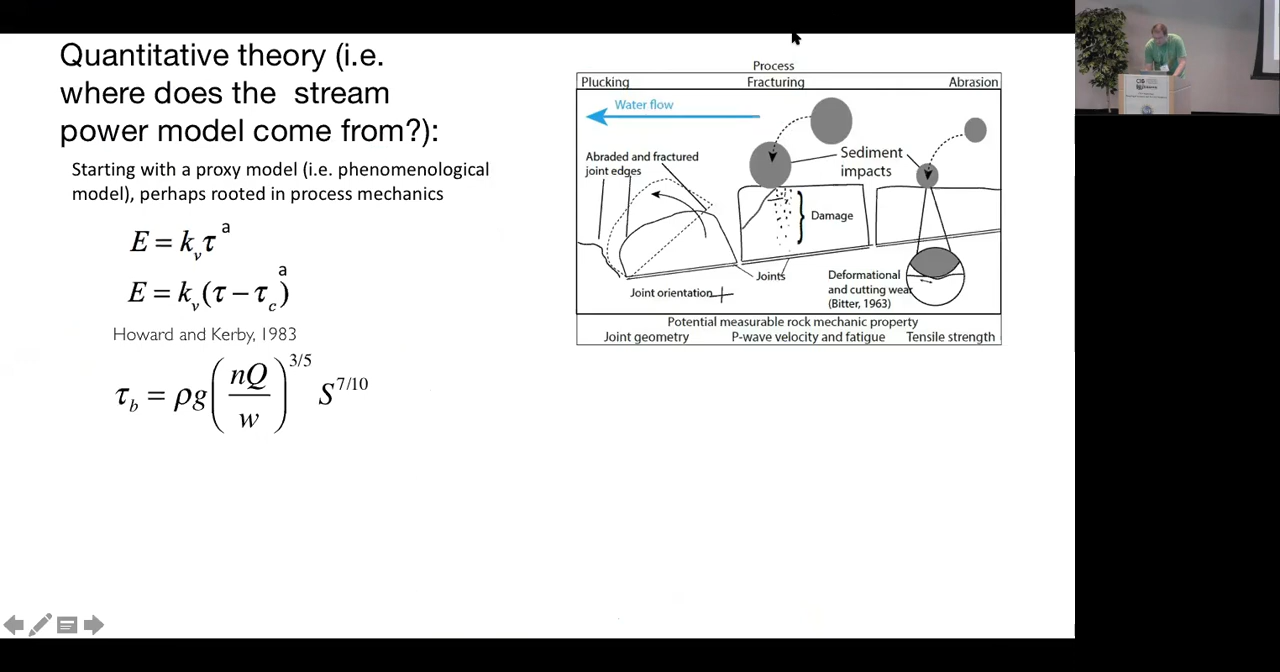 Quantitative theory (i.e.
where does the stream
power model come from?):
Starting with a proxy model (i.e. phenomenological
model), perhaps rooted in process mechanics
E = kᵥτᵃ
E = kᵥ(τ − τ꜀)ᵃ
Howard and Kerby, 1983
τ_b = ρg(nQ/w)^3/5 S^7/10
Process
Plucking Fracturing Abrasion
Water flow
Abraded and fractured
joint edges
Sediment
impacts
Damage
Joints
Joint orientation
Deformational
and cutting wear
(Bitter, 1963)
Potential measurable rock mechanic property
Joint geometry P-wave velocity and fatigue Tensile strength